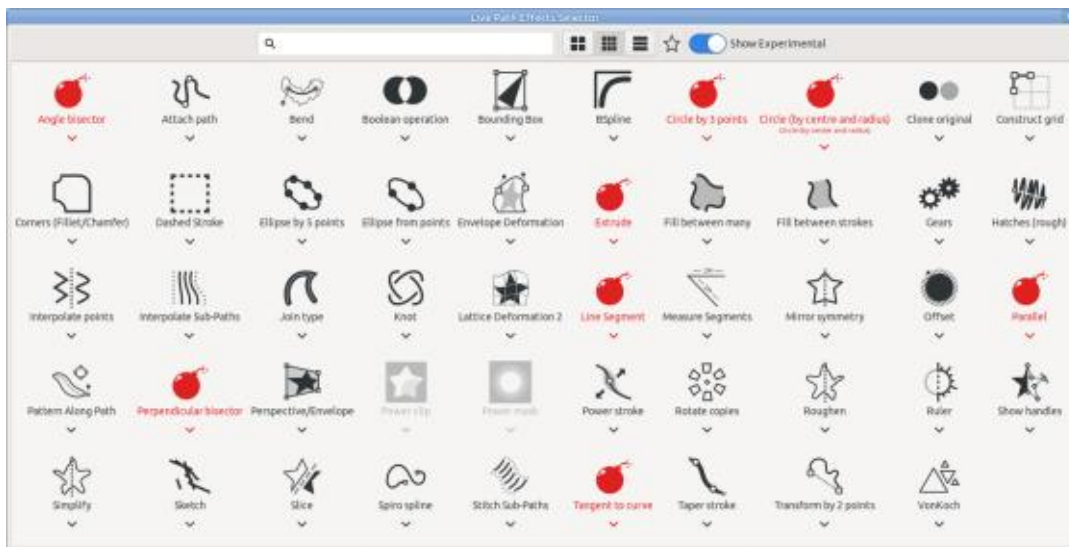 Live Path Effects Selector
Show Experimental
Angle bisector
Attach path
Bend
Boolean operation
Bounding Box
BSpline
Circle by 3 points
Circle (by centre and radius)
Circle (by centre and radius)
Clone original
Construct grid
Corners (Fillet/Chamfer)
Dashed Stroke
Ellipse by 5 points
Ellipse from points
Envelope Deformation
Extrude
Fill between many
Fill between strokes
Gears
Hatches (rough)
Interpolate points
Interpolate Sub-Paths
Join type
Knot
Lattice Deformation 2
Line Segment
Measure Segments
Mirror symmetry
Offset
Parallel
Pattern Along Path
Perpendicular bisector
Perspective/Envelope
Power clip
Power mask
Power stroke
Rotate copies
Roughen
Ruler
Show handles
Simplify
Sketch
Slice
Spiro spline
Stitch Sub-Paths
Tangent to curve
Taper stroke
Transform by 2 points
VonKoch